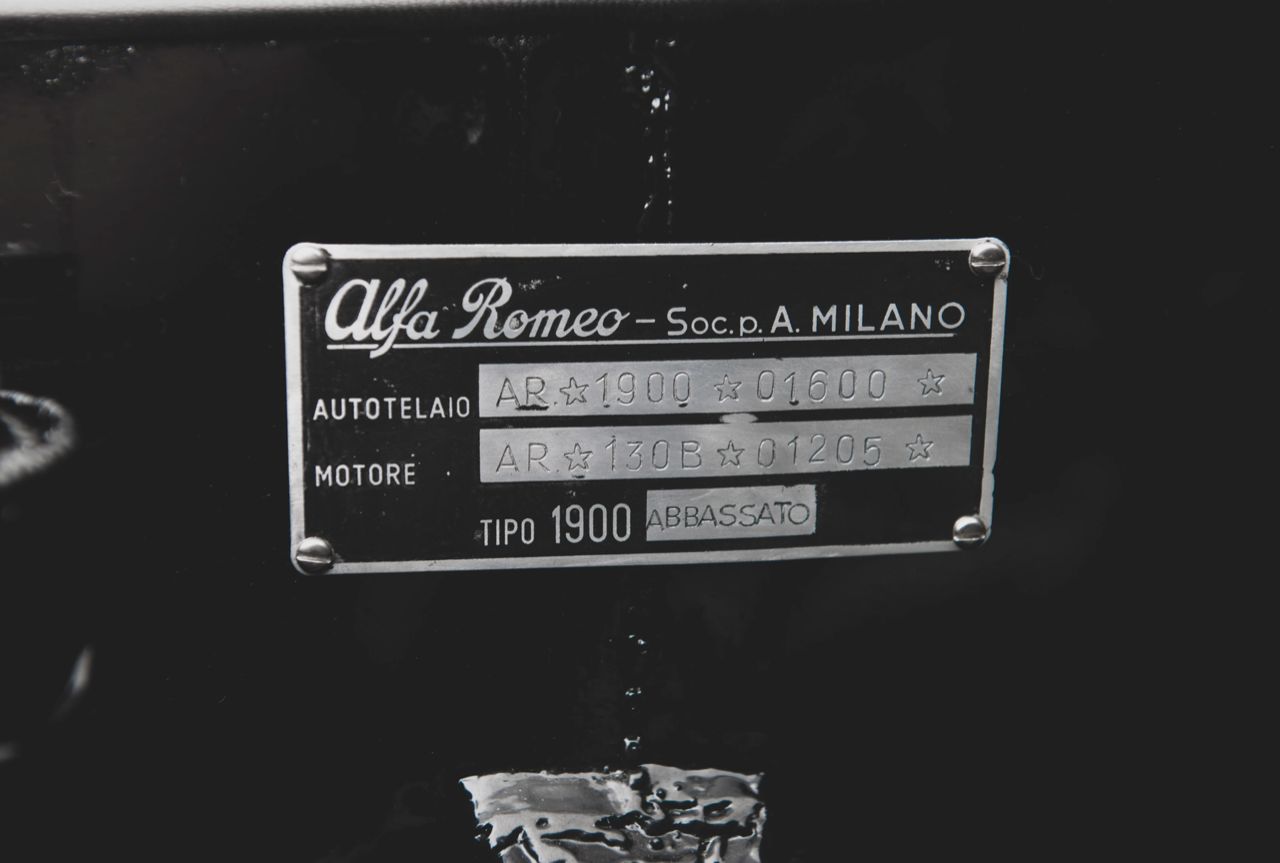 Alfa Romeo - Soc.p.A. MILANO
AUTOTELAIO AR.☆1900 ☆ 01600 ☆
MOTORE AR.☆130B☆01205 ☆
TIPO 1900 ABBASSATO